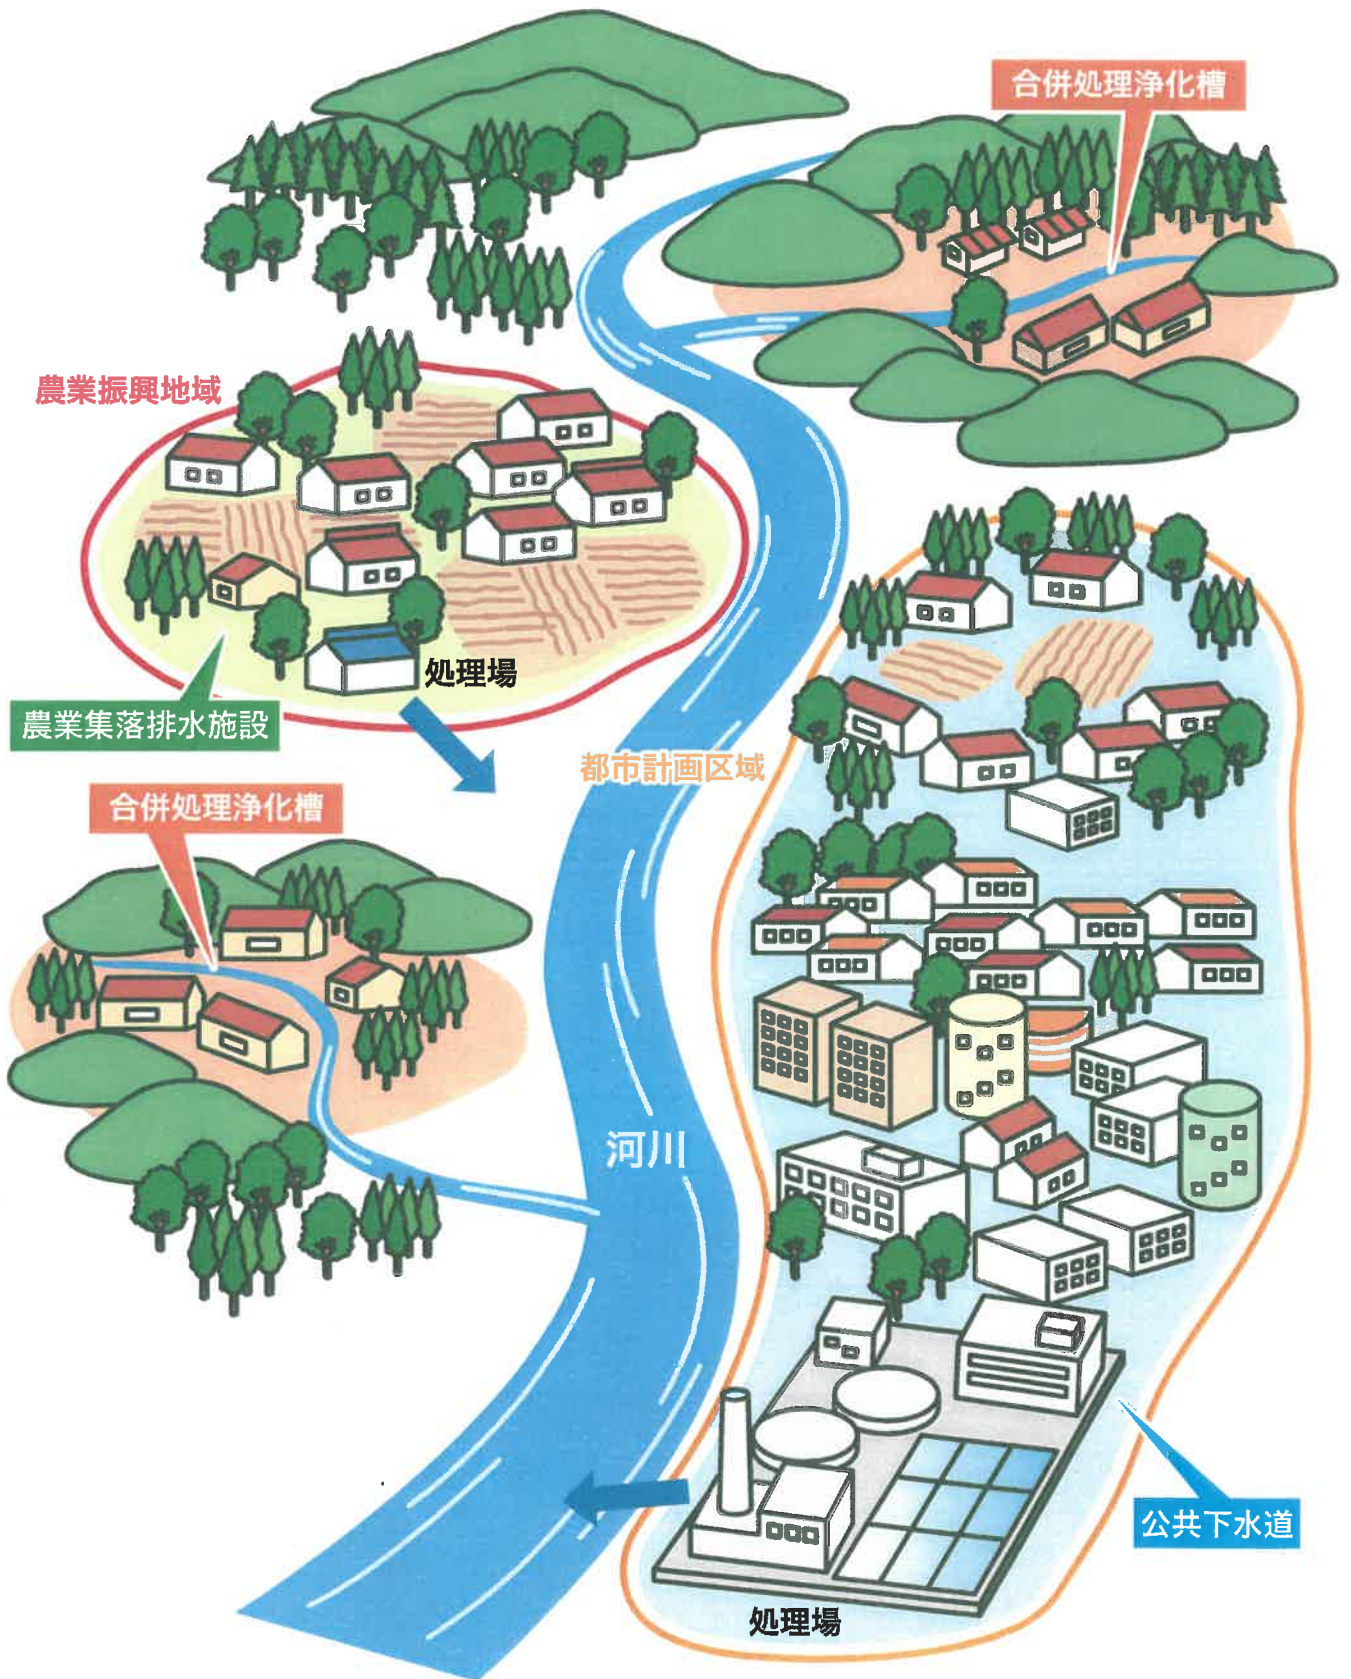 合併処理浄化槽
農業振興地域
処理場
農業集落排水施設
都市計画区域
合併処理浄化槽
河川
公共下水道
処理場